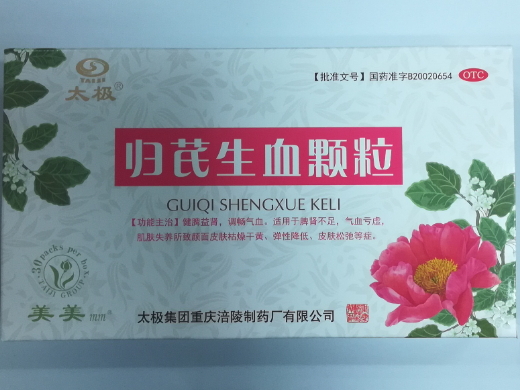 太极®
【批准文号】国药准字B20020654
OTC
归芪生血颗粒
GUIQI SHENGXUE KELI
【功能主治】健脾益肾，调畅气血。适用于脾肾不足，气血亏虚，
肌肤失养所致颜面皮肤枯燥干黄、弹性降低、皮肤松弛等症。
30 packs per box
TAIJI GROUP
美美mm
太极集团重庆涪陵制药厂有限公司